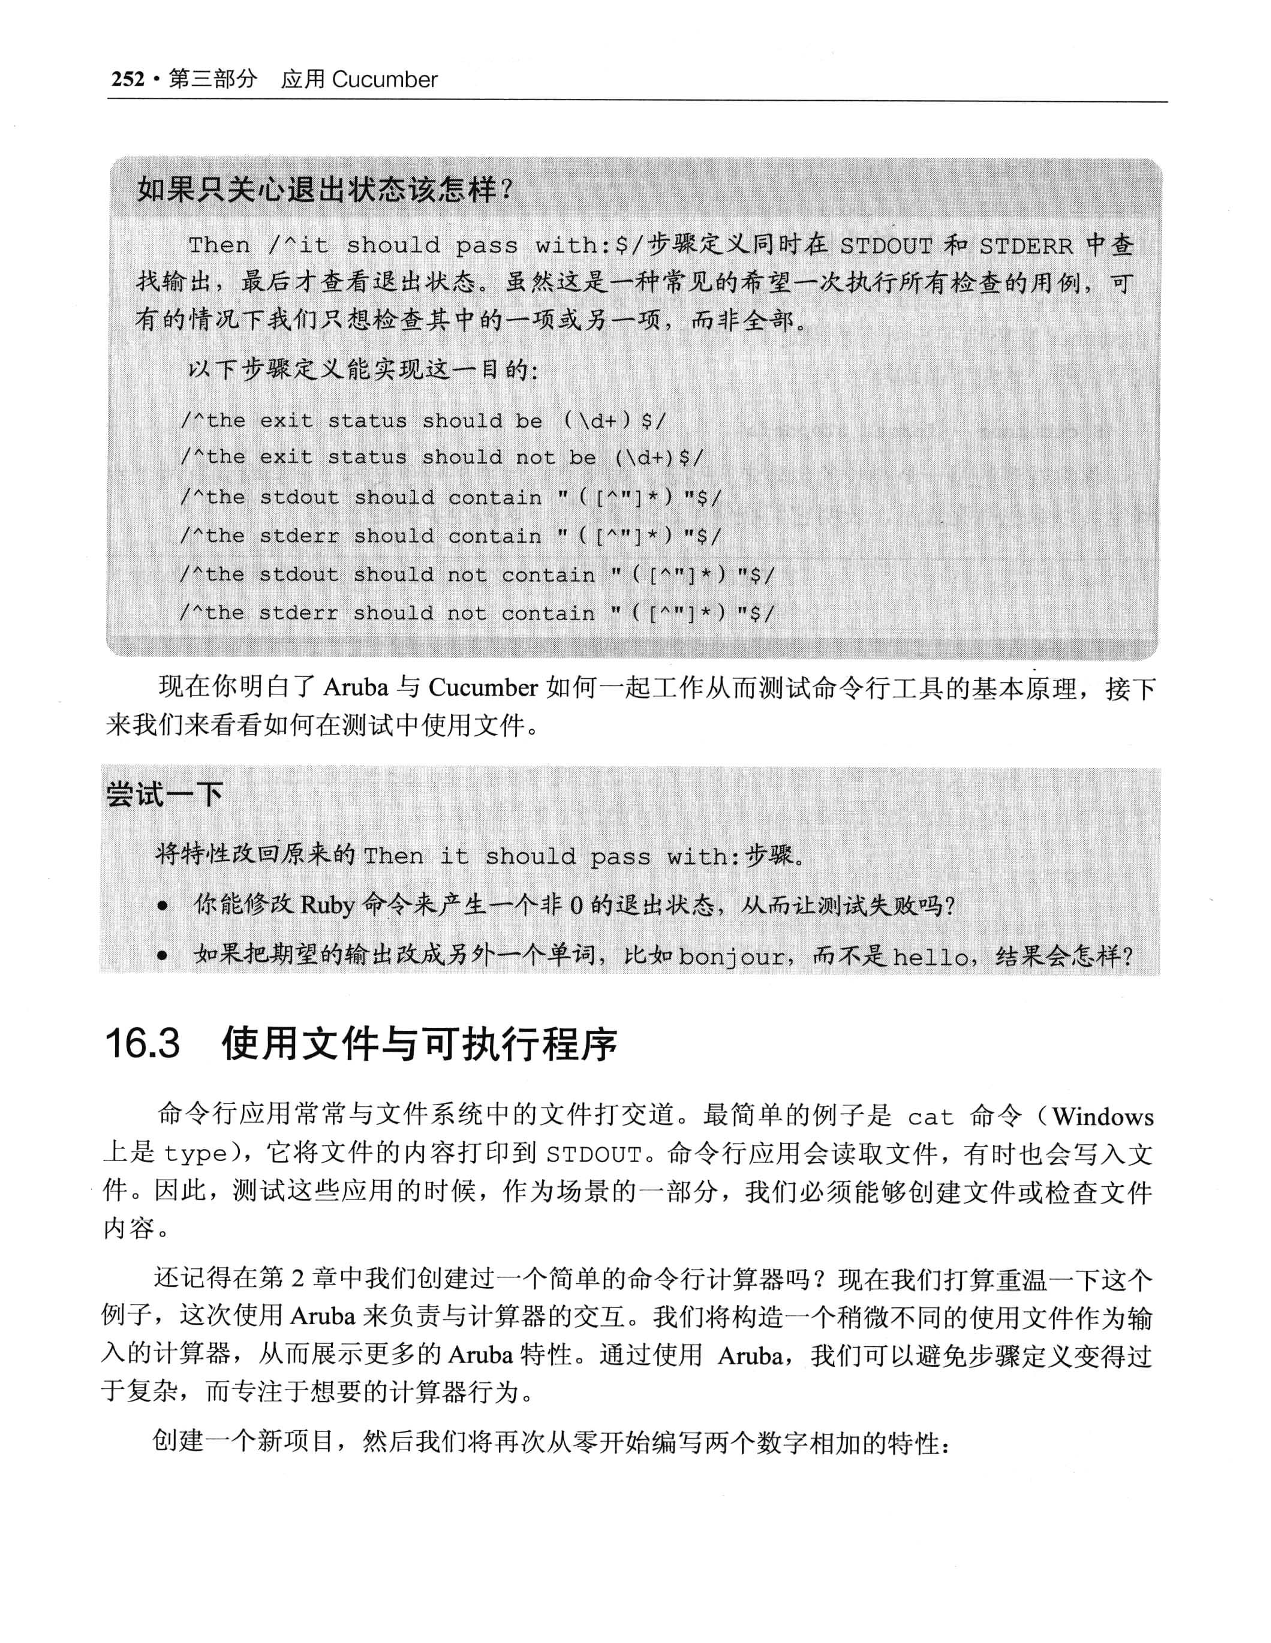 252·第三部分 应用 Cucumber
如果只关心退出状态该怎样？
Then /^it should pass with:$/步骤定义同时在 STDOUT 和 STDERR 中查
找输出，最后才查看退出状态。虽然这是一种常见的希望一次执行所有检查的用例，可
有的情况下我们只想检查其中的一项或另一项，而非全部。
以下步骤定义能实现这一目的：
/^the exit status should be (\d+)$/
/^the exit status should not be (\d+)$/
/^the stdout should contain "([^"]*)"$/
/^the stderr should contain "([^"]*)"$/
/^the stdout should not contain "([^"]*)"$/
/^the stderr should not contain "([^"]*)"$/
现在你明白了 Aruba 与 Cucumber 如何一起工作从而测试命令行工具的基本原理，接下
来我们来看看如何在测试中使用文件。
尝试一下
将特性改回原来的 Then it should pass with:步骤。
● 你能修改 Ruby 命令来产生一个非 0 的退出状态，从而让测试失败吗？
● 如果把期望的输出改成另外一个单词，比如 bonjour，而不是 hello，结果会怎样？
16.3 使用文件与可执行程序
命令行应用常常与文件系统中的文件打交道。最简单的例子是 cat 命令（Windows
上是 type），它将文件的内容打印到 STDOUT。命令行应用会读取文件，有时也会写入文
件。因此，测试这些应用的时候，作为场景的一部分，我们必须能够创建文件或检查文件
内容。
还记得在第 2 章中我们创建过一个简单的命令行计算器吗？现在我们打算重温一下这个
例子，这次使用 Aruba 来负责与计算器的交互。我们将构造一个稍微不同的使用文件作为输
入的计算器，从而展示更多的 Aruba 特性。通过使用 Aruba，我们可以避免步骤定义变得过
于复杂，而专注于想要的计算器行为。
创建一个新项目，然后我们将再次从零开始编写两个数字相加的特性：